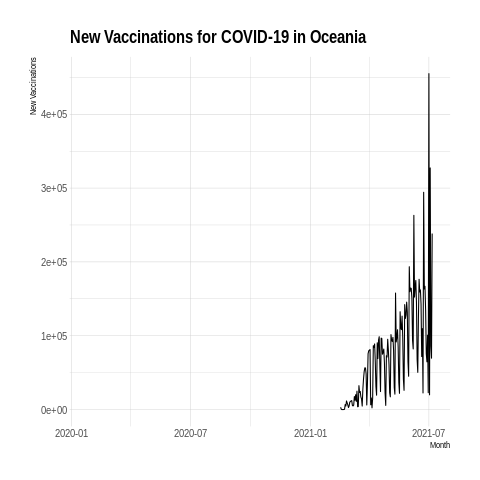 New Vaccinations for COVID-19 in Oceania
New Vaccinations
4e+05
3e+05
2e+05
1e+05
0e+00
2020-01 2020-07 2021-01 2021-07
Month